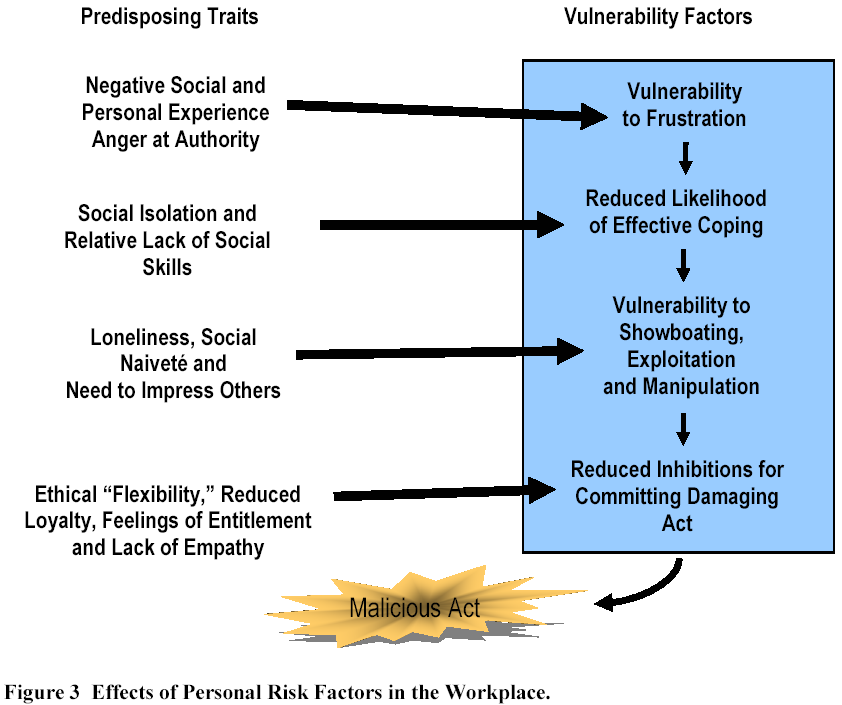 Predisposing Traits
Vulnerability Factors
Negative Social and
Personal Experience
Anger at Authority
Vulnerability
to Frustration
Social Isolation and
Relative Lack of Social
Skills
Reduced Likelihood
of Effective Coping
Loneliness, Social
Naiveté and
Need to Impress Others
Vulnerability to
Showboating,
Exploitation
and Manipulation
Ethical “Flexibility,” Reduced
Loyalty, Feelings of Entitlement
and Lack of Empathy
Reduced Inhibitions for
Committing Damaging
Act
Malicious Act
Figure 3 Effects of Personal Risk Factors in the Workplace.